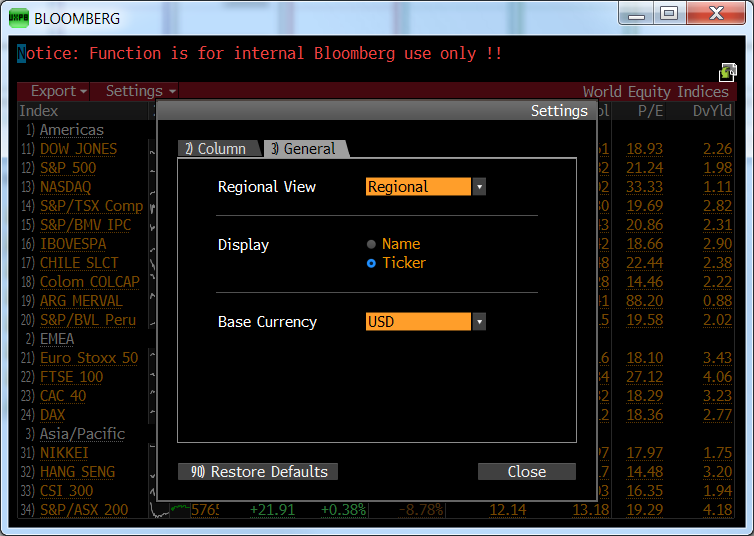 BLOOMBERG
Notice: Function is for internal Bloomberg use only !!
Export Settings World Equity Indices
Index P/E DvYld
Settings
1) Americas
2) Column 3) General
11) DOW JONES 18.93 2.26
12) S&P 500 21.24 1.98
13) NASDAQ Regional View Regional 33.33 1.11
14) S&P/TSX Comp 19.69 2.82
15) S&P/BMV IPC 20.86 2.31
16) IBOVESPA Display Name 18.66 2.90
17) CHILE SLCT Ticker 22.44 2.38
18) Colom COLCAP 14.46 2.22
19) ARG MERVAL 88.20 0.88
20) S&P/BVL Peru Base Currency USD 19.58 2.02
2) EMEA
21) Euro Stoxx 50 18.10 3.43
22) FTSE 100 27.12 4.06
23) CAC 40 18.29 3.23
24) DAX 18.36 2.77
3) Asia/Pacific
31) NIKKEI 17.97 1.75
32) HANG SENG 90) Restore Defaults Close 14.48 3.20
33) CSI 300 16.35 1.94
34) S&P/ASX 200 5765 +21.91 +0.38% -8.78% 12.14 13.18 19.29 4.18